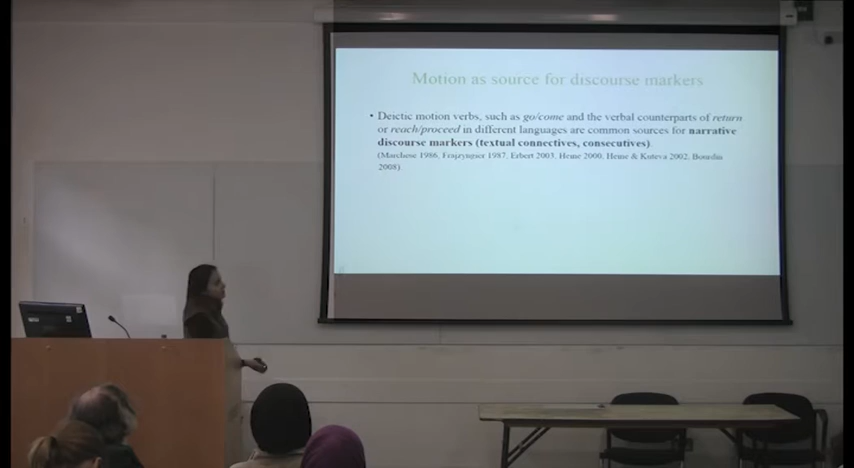 Motion as source for discourse markers
• Deictic motion verbs, such as go/come and the verbal counterparts of return
or reach/proceed in different languages are common sources for narrative
discourse markers (textual connectives, consecutives).
(Marchese 1986, Frajzyngier 1987, Erbert 2003, Heine 2000, Heine & Kuteva 2002, Bourdin
2008)